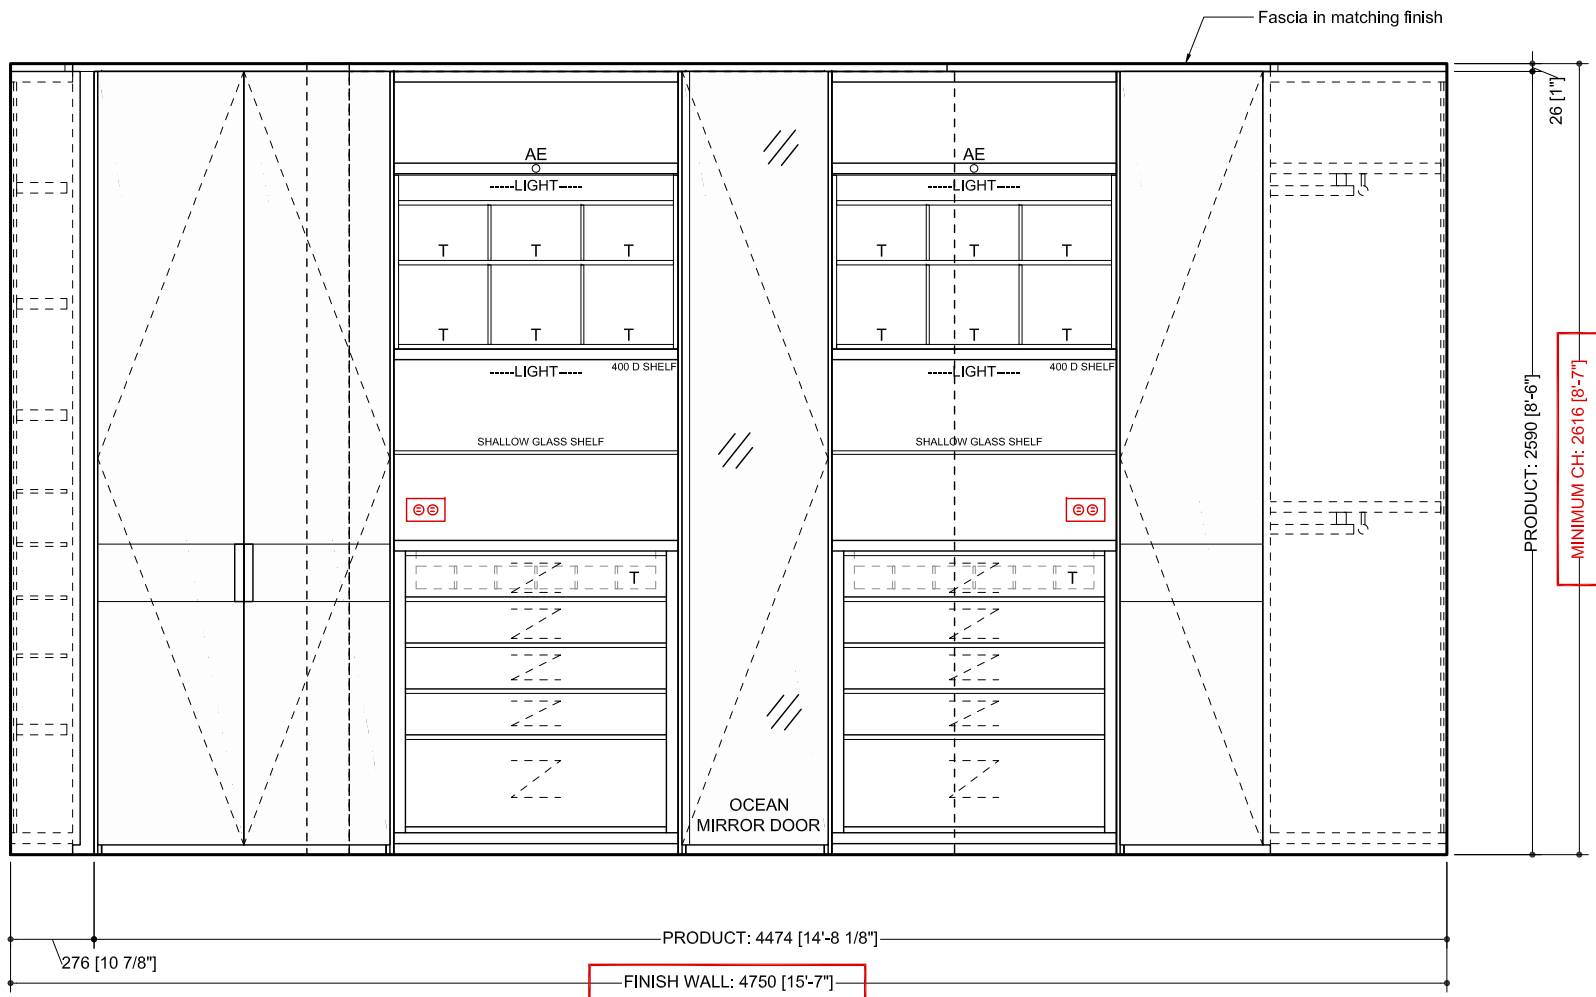 Fascia in matching finish
26 [1"]
AE
AE
-----LIGHT-----
-----LIGHT-----
T T T
T T T
T T T
T T T
-----LIGHT-----
400 D SHELF
-----LIGHT-----
400 D SHELF
SHALLOW GLASS SHELF
SHALLOW GLASS SHELF
PRODUCT: 2590 [8'-6"]
MINIMUM CH: 2616 [8'-7"]
T
T
OCEAN
MIRROR DOOR
PRODUCT: 4474 [14'-8 1/8"]
276 [10 7/8"]
FINISH WALL: 4750 [15'-7"]